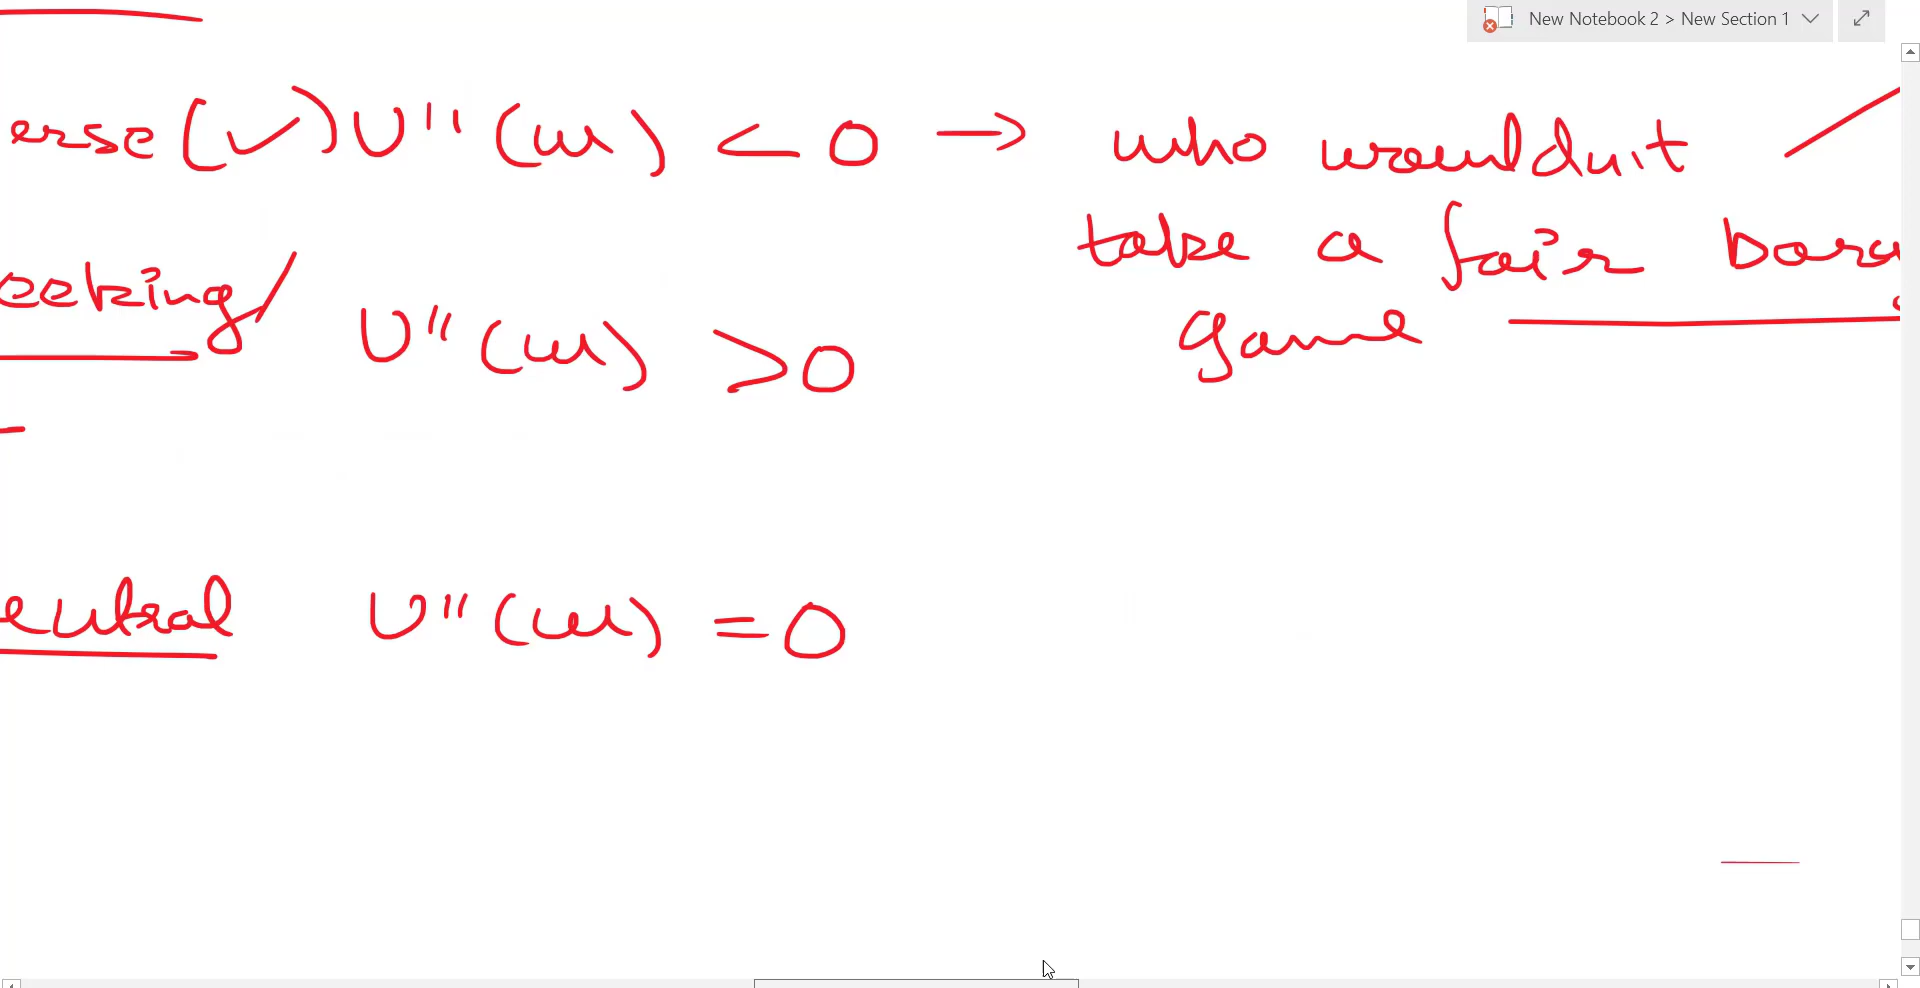 New Notebook 2 > New Section 1
erse (✓) U''(w) < 0 → who wouldn't
take a fair
game
eeking U''(w) > 0
eutral U''(w) = 0